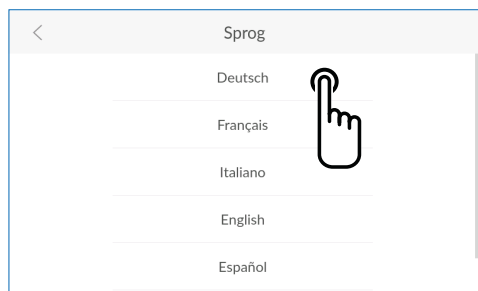 Sprog
Deutsch
Français
Italiano
English
Español